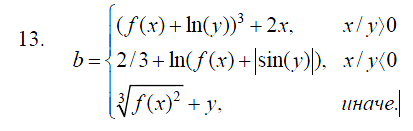 13.
(f(x)+ln(y))³+2x, x/y⟩0
b= 2/3+ln(f(x)+|sin(y)|), x/y⟨0
∛f(x)²+y, иначе.